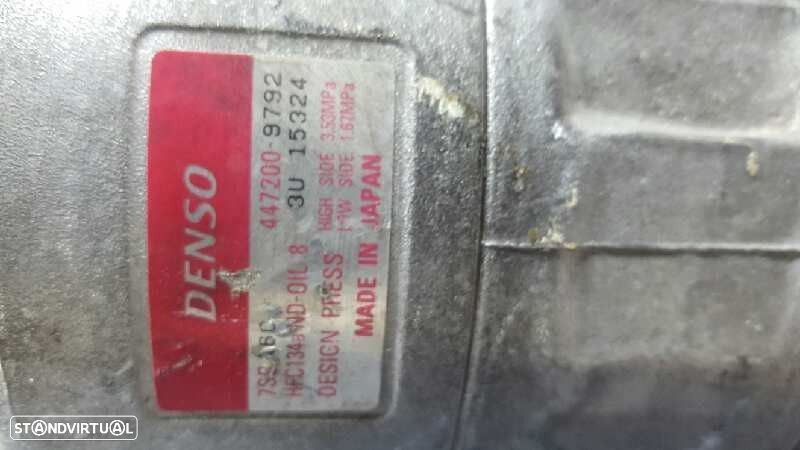 DENSO
447200-9792
HFC134a ND-OIL 8 3U 15324
DESIGN PRESS HIGH SIDE 3.53MPa
LOW SIDE 1.67MPa
MADE IN JAPAN
STANDVIRTUAL